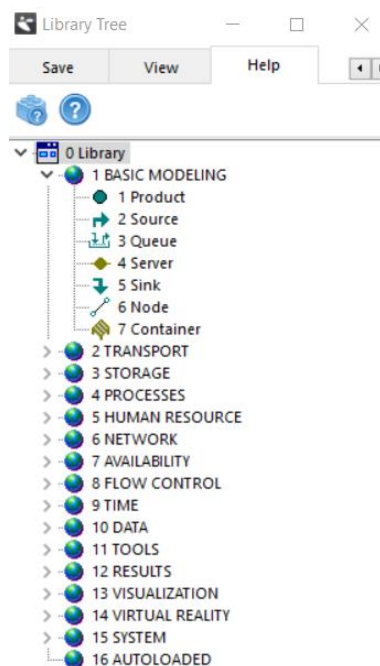 Library Tree
Save View Help
0 Library
1 BASIC MODELING
1 Product
2 Source
3 Queue
4 Server
5 Sink
6 Node
7 Container
2 TRANSPORT
3 STORAGE
4 PROCESSES
5 HUMAN RESOURCE
6 NETWORK
7 AVAILABILITY
8 FLOW CONTROL
9 TIME
10 DATA
11 TOOLS
12 RESULTS
13 VISUALIZATION
14 VIRTUAL REALITY
15 SYSTEM
16 AUTOLOADED